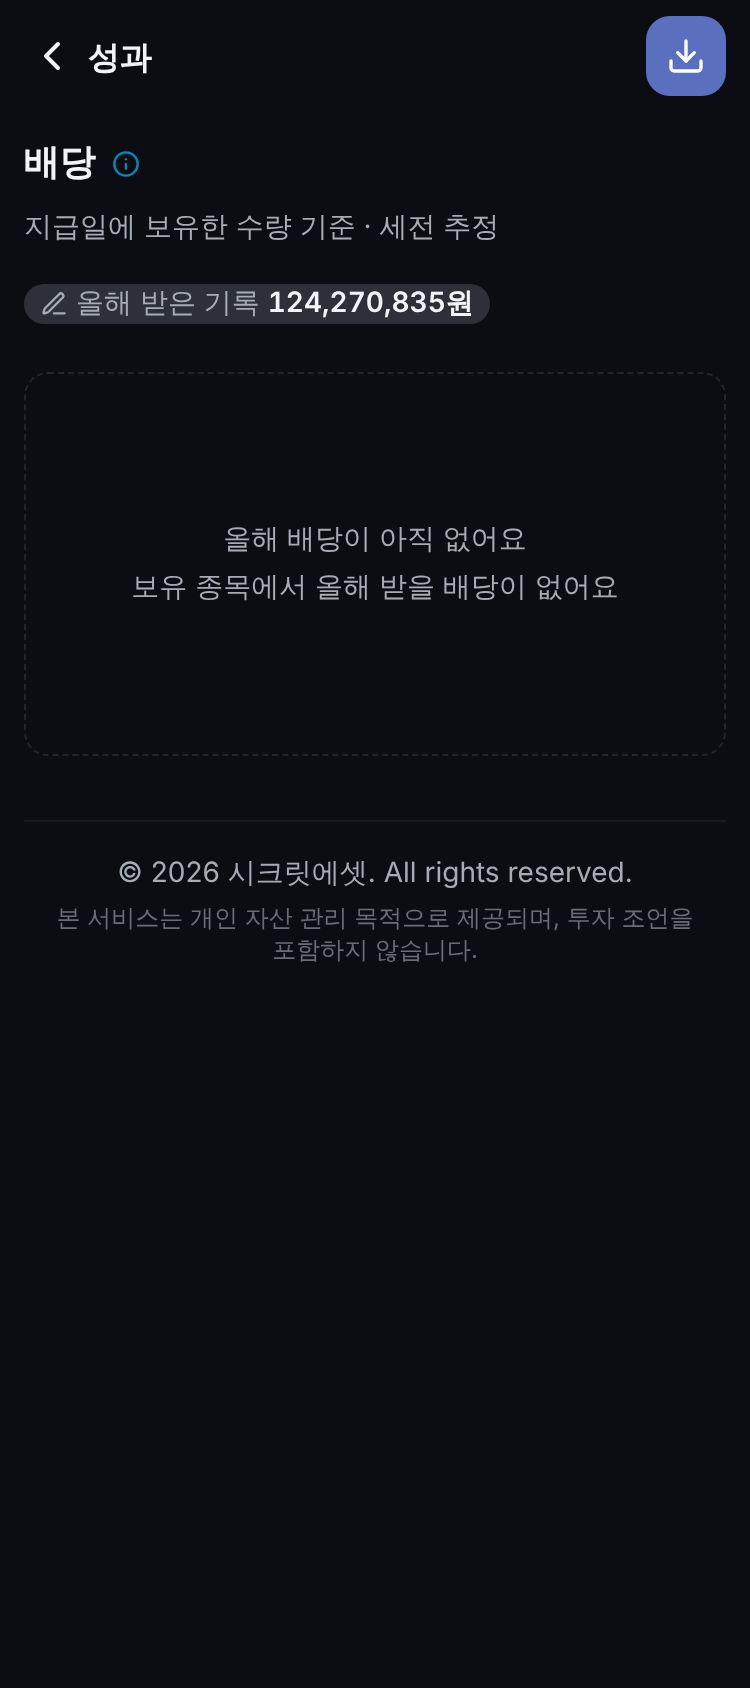 성과
배당
지급일에 보유한 수량 기준 · 세전 추정
올해 받은 기록 124,270,835원
올해 배당이 아직 없어요
보유 종목에서 올해 받을 배당이 없어요
© 2026 시크릿에셋. All rights reserved.
본 서비스는 개인 자산 관리 목적으로 제공되며, 투자 조언을
포함하지 않습니다.